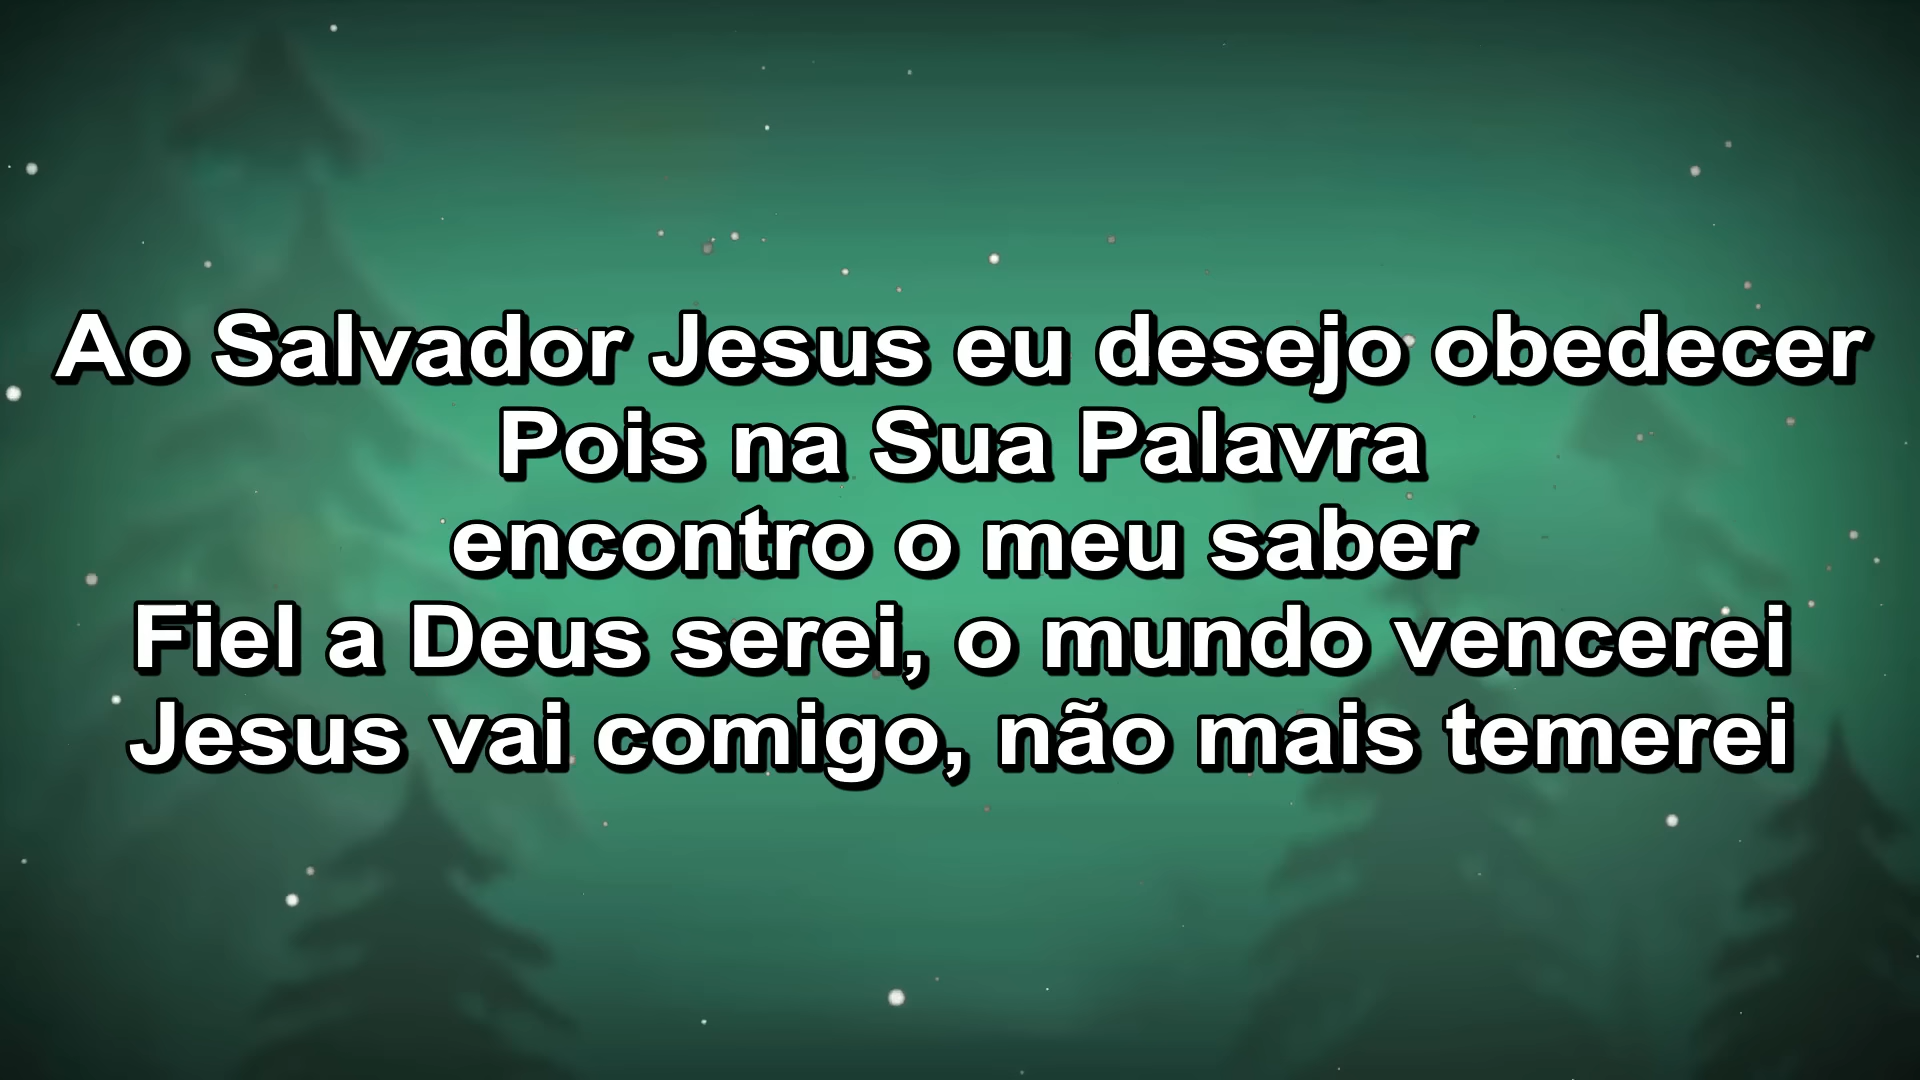 Ao Salvador Jesus eu desejo obedecer
Pois na Sua Palavra
encontro o meu saber
Fiel a Deus serei, o mundo vencerei
Jesus vai comigo, não mais temerei